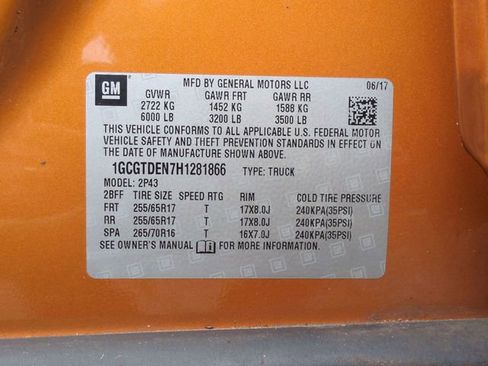 GM
MFD BY GENERAL MOTORS LLC 06/17
GVWR GAWR FRT GAWR RR
2722 KG 1452 KG 1588 KG
6000 LB 3200 LB 3500 LB
THIS VEHICLE CONFORMS TO ALL APPLICABLE U.S. FEDERAL MOTOR
VEHICLE SAFETY, BUMPER, AND THEFT PREVENTION STANDARDS IN
EFFECT ON THE DATE OF MANUFACTURE SHOWN ABOVE.
1GCGTDEN7H1281866 TYPE: TRUCK
MODEL: 2P43
2BFF TIRE SIZE SPEED RTG RIM COLD TIRE PRESSURE
FRT 255/65R17 T 17X8.0J 240KPA(35PSI)
RR 255/65R17 T 17X8.0J 240KPA(35PSI)
SPA 265/70R16 T 16X7.0J 240KPA(35PSI)
SEE OWNER'S MANUAL FOR MORE INFORMATION.